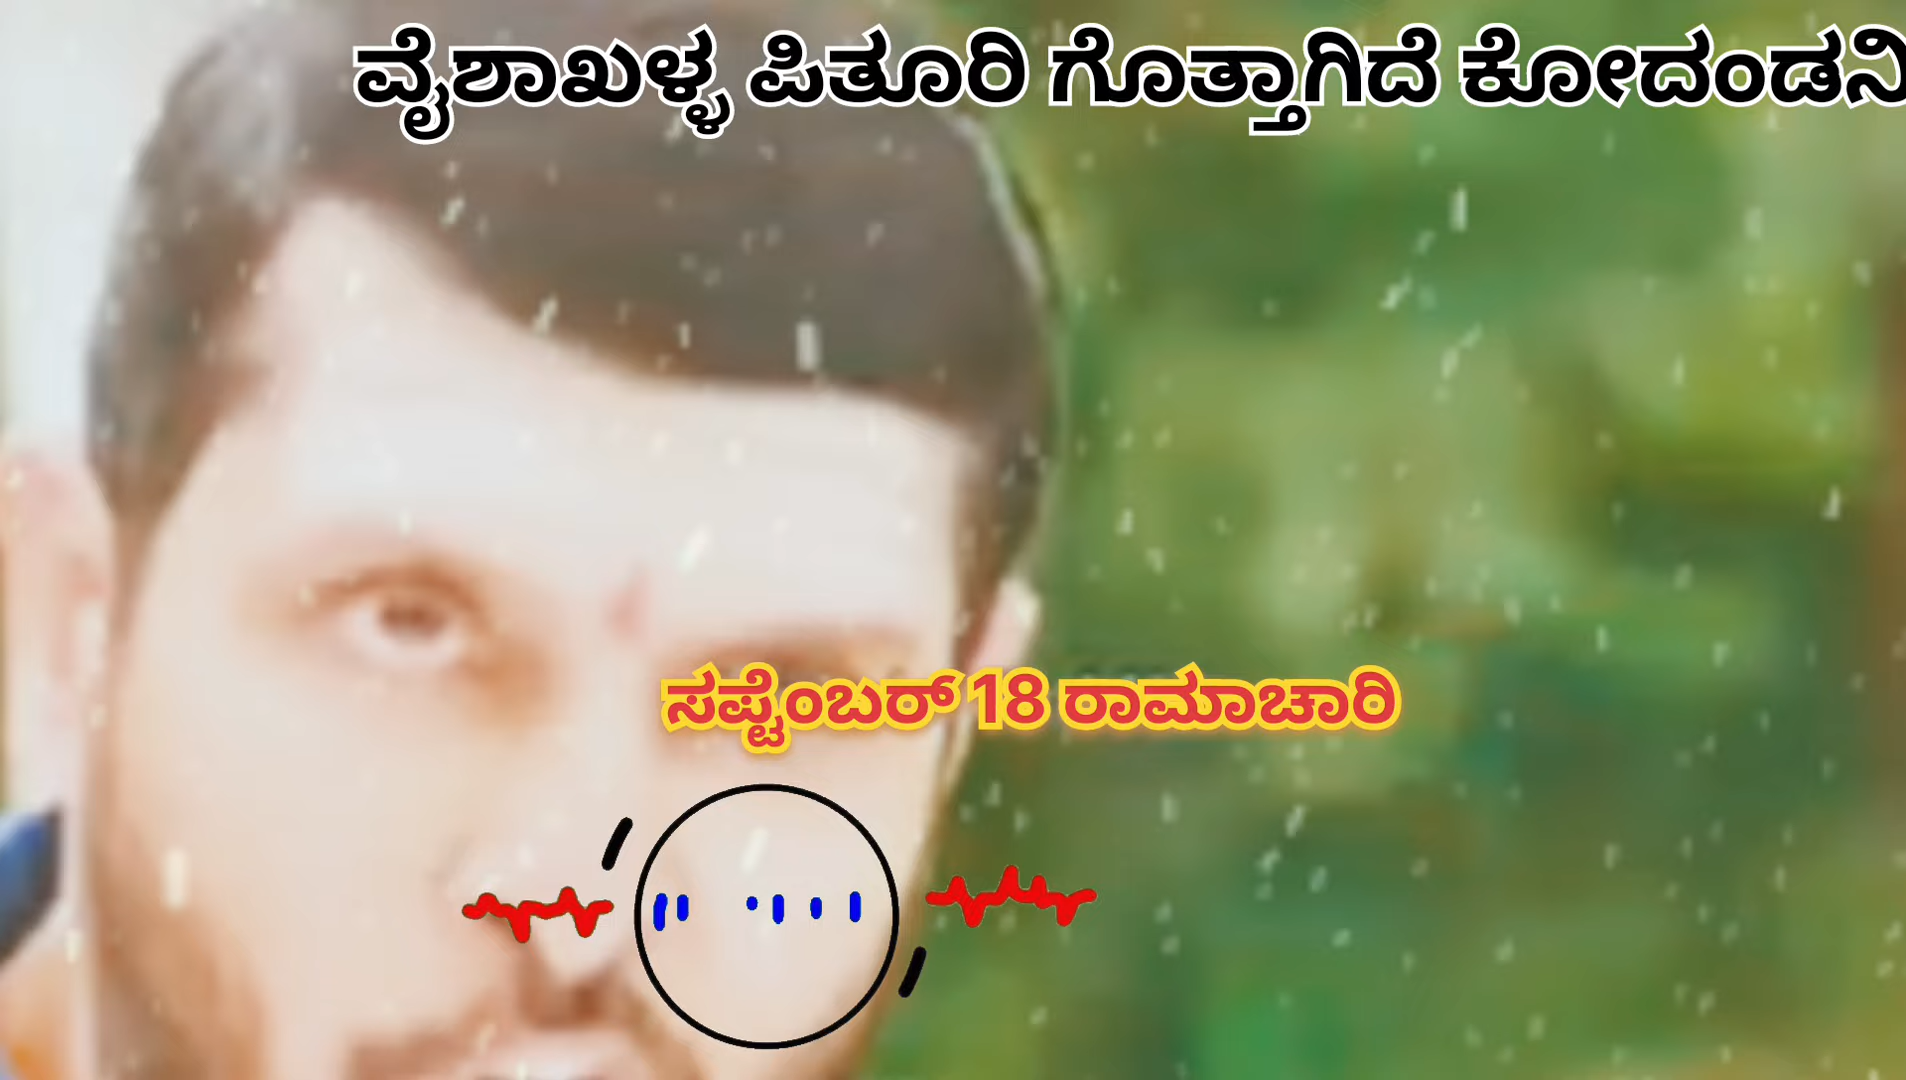 ವೈಶಾಖಳ್ಳ ಪಿತೂರಿ ಗೊತ್ತಾಗಿದೆ ಕೋದಂಡನಿ
ಸಪ್ಟೆಂಬರ್ 18 ರಾಮಾಚಾರಿ